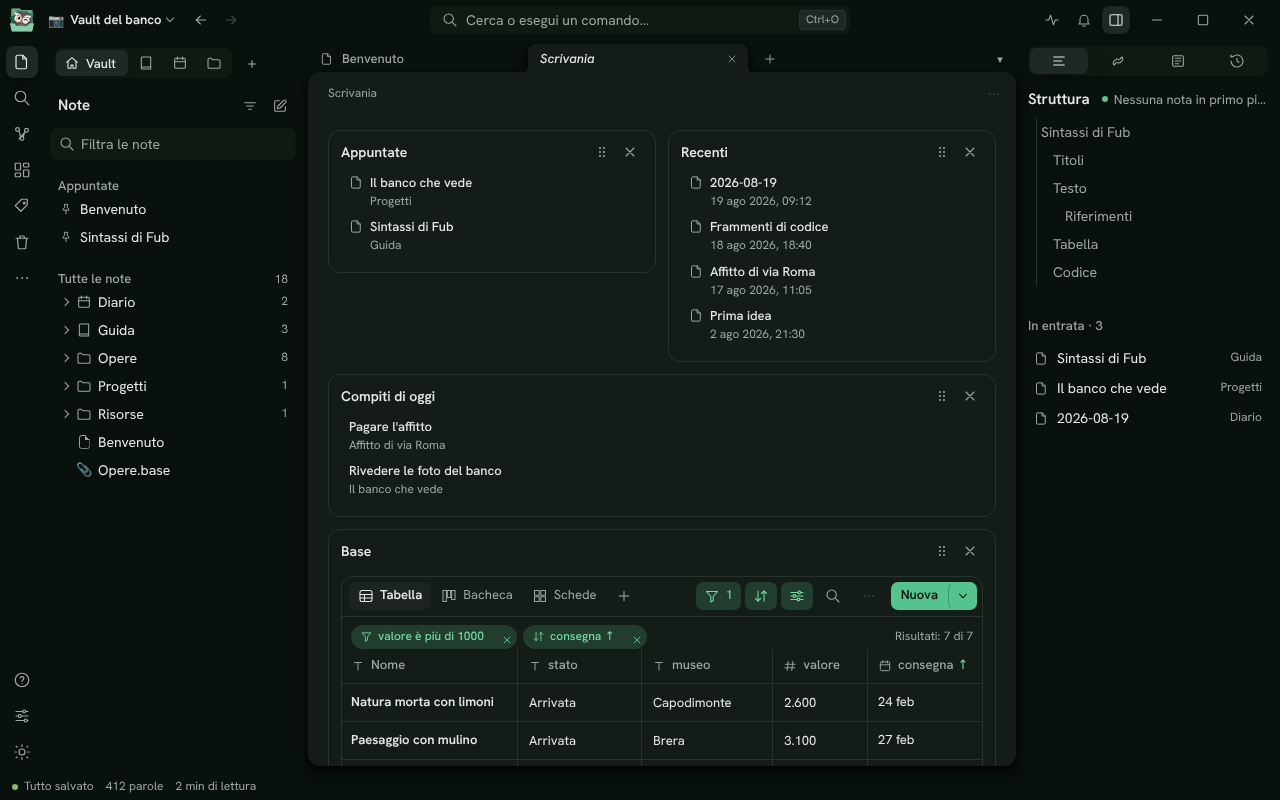 Vault del banco
Cerca o esegui un comando...
Ctrl+O
Vault
Benvenuto
Scrivania
Note
Filtra le note
Appuntate
Benvenuto
Sintassi di Fub
Tutte le note 18
Diario 2
Guida 3
Opere 8
Progetti 1
Risorse 1
Benvenuto
Opere.base
Scrivania
Appuntate
Il banco che vede
Progetti
Sintassi di Fub
Guida
Recenti
2026-08-19
19 ago 2026, 09:12
Frammenti di codice
18 ago 2026, 18:40
Affitto di via Roma
17 ago 2026, 11:05
Prima idea
2 ago 2026, 21:30
Compiti di oggi
Pagare l'affitto
Affitto di via Roma
Rivedere le foto del banco
Il banco che vede
Base
Tabella Bacheca Schede 1 Nuova
valore è più di 1000 consegna ↑ Risultati: 7 di 7
Nome stato museo valore consegna ↑
Natura morta con limoni Arrivata Capodimonte 2.600 24 feb
Paesaggio con mulino Arrivata Brera 3.100 27 feb
Struttura Nessuna nota in primo pi...
Sintassi di Fub
Titoli
Testo
Riferimenti
Tabella
Codice
In entrata · 3
Sintassi di Fub Guida
Il banco che vede Progetti
2026-08-19 Diario
Tutto salvato 412 parole 2 min di lettura